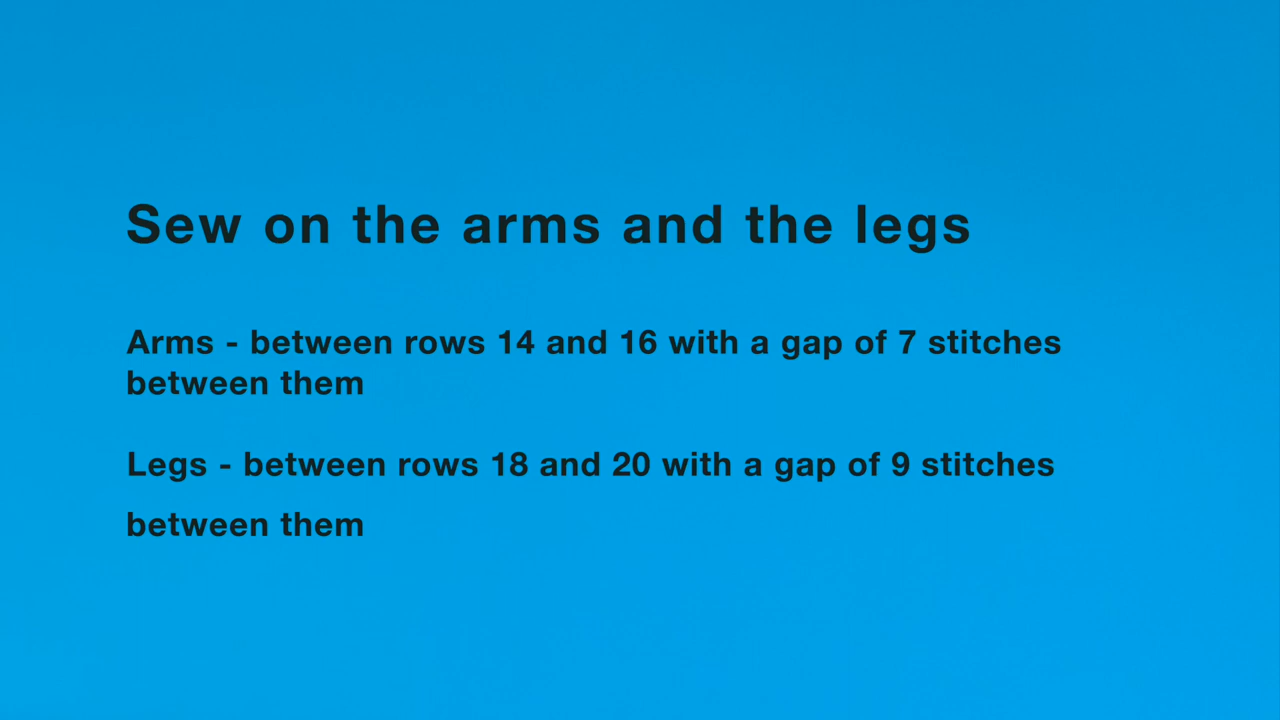 Sew on the arms and the legs
Arms - between rows 14 and 16 with a gap of 7 stitches
between them
Legs - between rows 18 and 20 with a gap of 9 stitches
between them